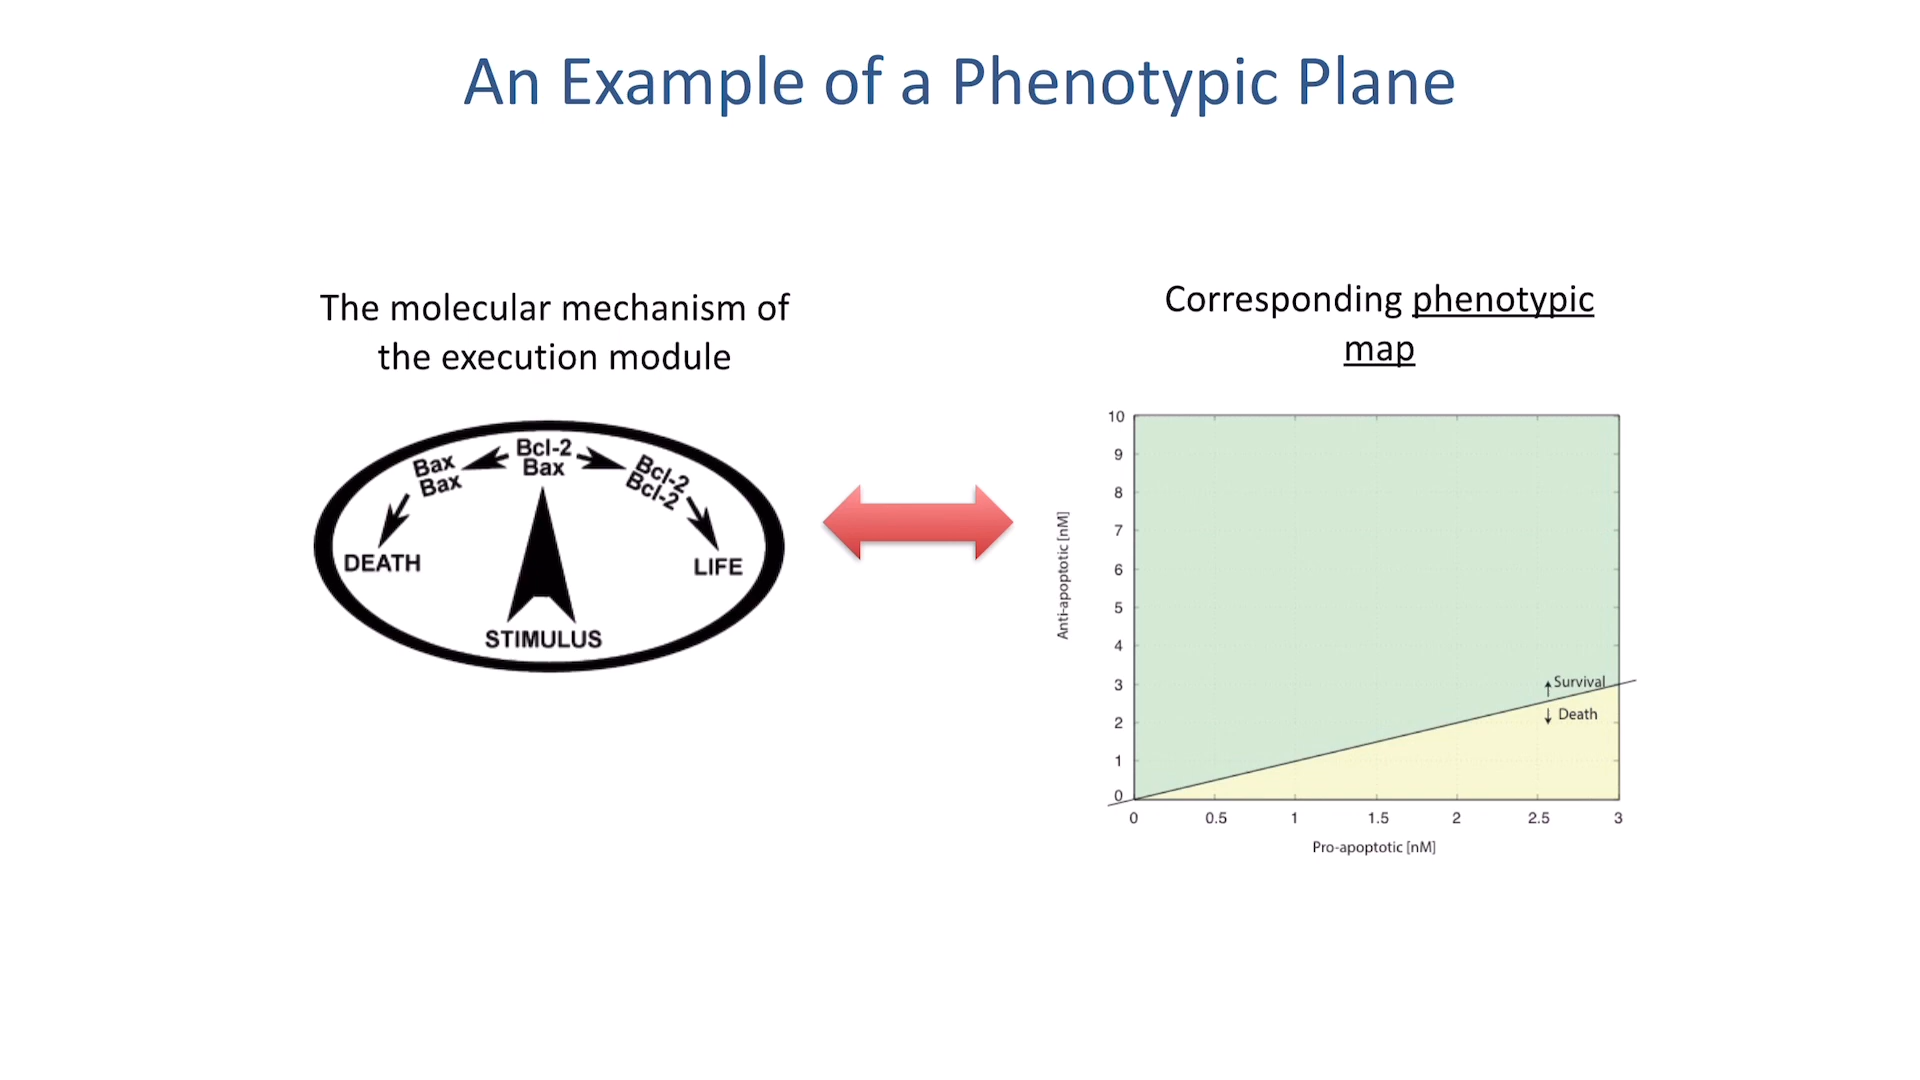 An Example of a Phenotypic Plane
The molecular mechanism of
the execution module
Bcl-2
Bax
Bax
Bax
Bcl-2
Bcl-2
DEATH
LIFE
STIMULUS
Corresponding phenotypic
map
10
9
8
7
6
5
4
3
2
1
0
Anti-apoptotic [nM]
Survival
Death
0 0.5 1 1.5 2 2.5 3
Pro-apoptotic [nM]